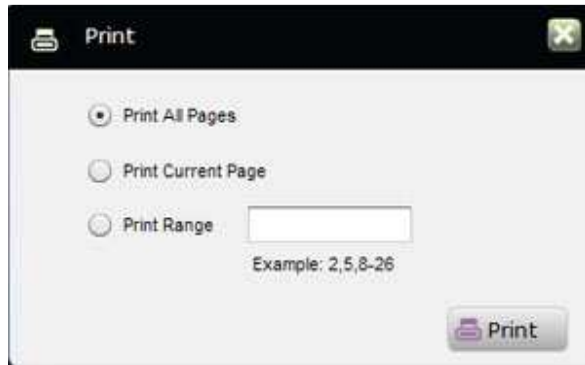 Print
Print All Pages
Print Current Page
Print Range
Example: 2,5,8-26
Print